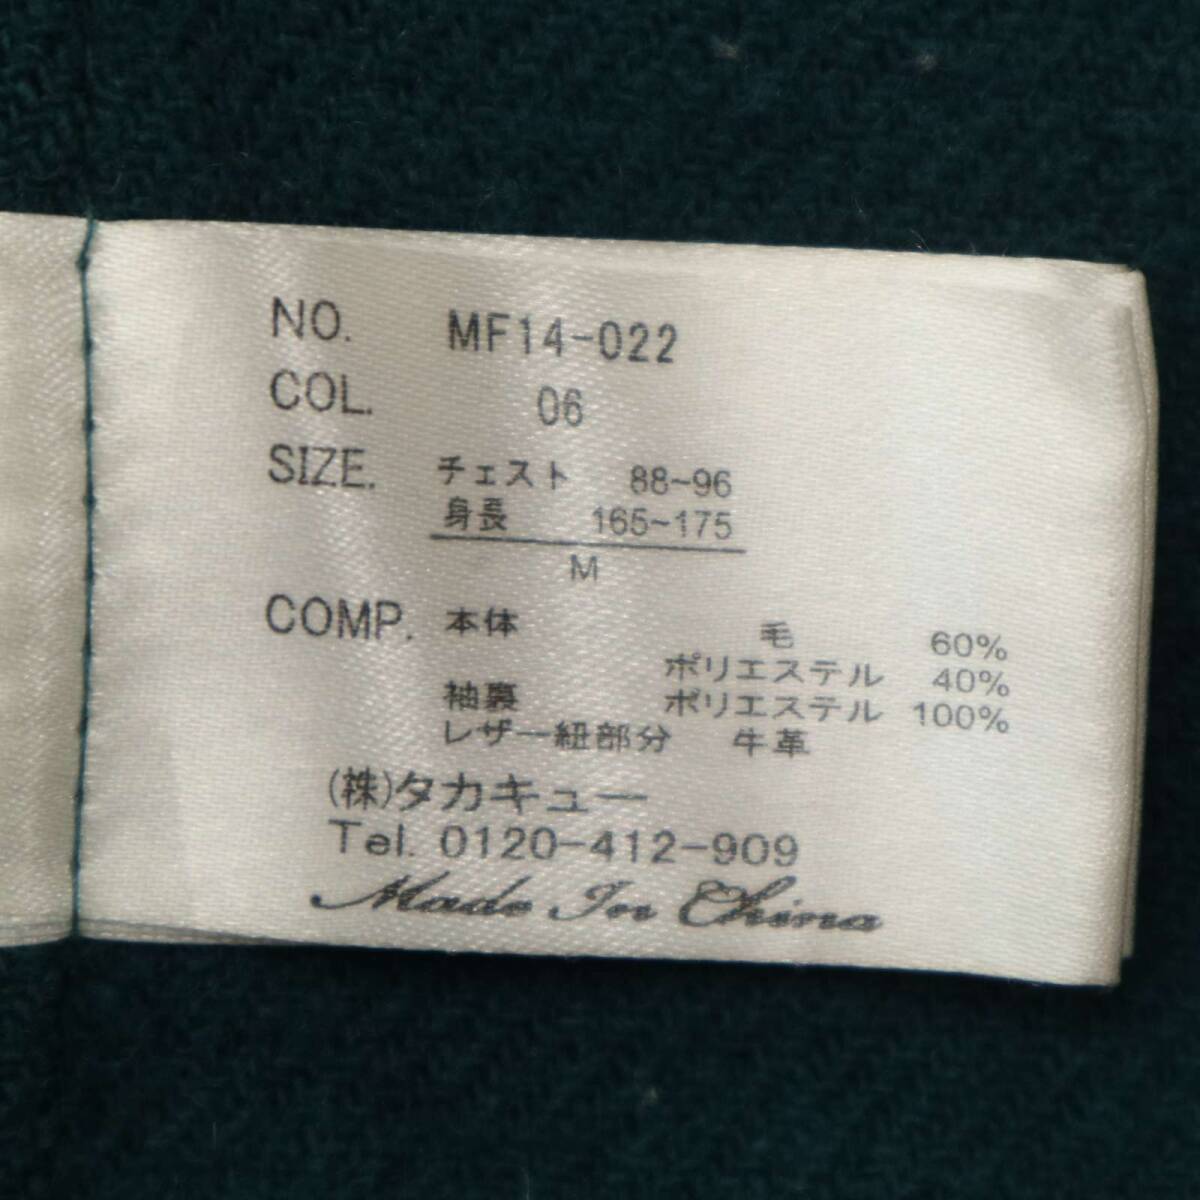 NO. MF14-022
COL. 06
SIZE. チェスト 88~96
身長 165~175
M
COMP. 本体 毛 60%
ポリエステル 40%
袖裏 ポリエステル 100%
レザー紐部分 牛革
(株)タカキュー
Tel. 0120-412-909
Made In China